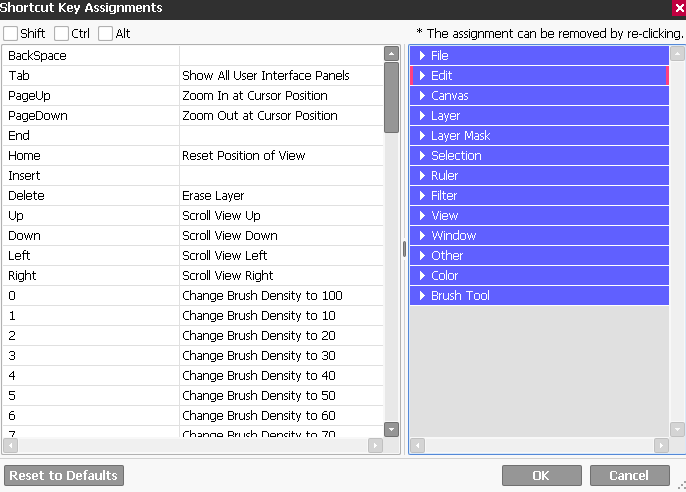 Shortcut Key Assignments
Shift Ctrl Alt
* The assignment can be removed by re-clicking.
BackSpace
Tab Show All User Interface Panels
PageUp Zoom In at Cursor Position
PageDown Zoom Out at Cursor Position
End
Home Reset Position of View
Insert
Delete Erase Layer
Up Scroll View Up
Down Scroll View Down
Left Scroll View Left
Right Scroll View Right
0 Change Brush Density to 100
1 Change Brush Density to 10
2 Change Brush Density to 20
3 Change Brush Density to 30
4 Change Brush Density to 40
5 Change Brush Density to 50
6 Change Brush Density to 60
7 Change Brush Density to 70
File
Edit
Canvas
Layer
Layer Mask
Selection
Ruler
Filter
View
Window
Other
Color
Brush Tool
Reset to Defaults
OK
Cancel